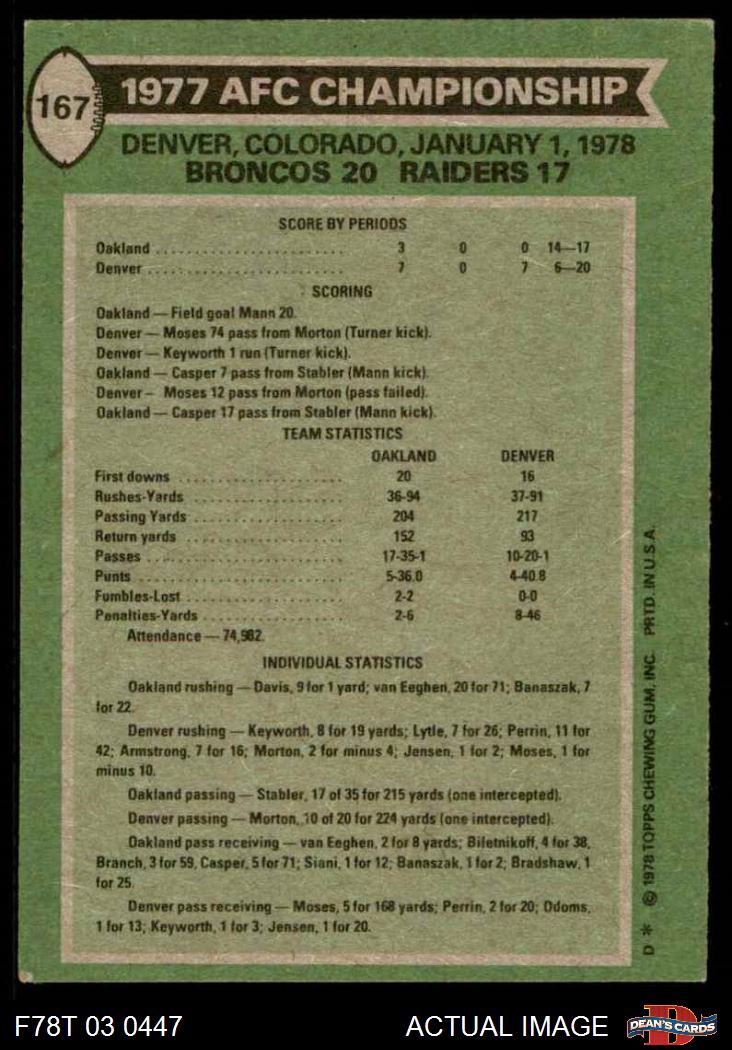 167
1977 AFC CHAMPIONSHIP
DENVER, COLORADO, JANUARY 1, 1978
BRONCOS 20 RAIDERS 17
SCORE BY PERIODS
Oakland ........................ 3 0 0 14—17
Denver ......................... 7 0 7 6—20
SCORING
Oakland — Field goal Mann 20.
Denver — Moses 74 pass from Morton (Turner kick).
Denver — Keyworth 1 run (Turner kick).
Oakland — Casper 7 pass from Stabler (Mann kick).
Denver – Moses 12 pass from Morton (pass failed).
Oakland — Casper 17 pass from Stabler (Mann kick).
TEAM STATISTICS
OAKLAND DENVER
First downs ..................... 20 16
Rushes-Yards ................... 36-94 37-91
Passing Yards ................... 204 217
Return yards .................... 152 93
Passes ......................... 17-35-1 10-20-1
Punts .......................... 5-36.0 4-40.8
Fumbles-Lost .................... 2-2 0-0
Penalties-Yards .................. 2-6 8-46
Attendance — 74,982.
INDIVIDUAL STATISTICS
Oakland rushing — Davis, 9 for 1 yard; van Eeghen, 20 for 71; Banaszak, 7
for 22.
Denver rushing — Keyworth, 8 for 19 yards; Lytle, 7 for 26; Perrin, 11 for
42; Armstrong, 7 for 16; Morton, 2 for minus 4; Jensen, 1 for 2; Moses, 1 for
minus 10.
Oakland passing — Stabler, 17 of 35 for 215 yards (one intercepted).
Denver passing — Morton, 10 of 20 for 224 yards (one intercepted).
Oakland pass receiving — van Eeghen, 2 for 8 yards; Biletnikoff, 4 for 38,
Branch, 3 for 59, Casper, 5 for 71; Siani, 1 for 12; Banaszak, 1 for 2; Bradshaw, 1
for 25.
Denver pass receiving — Moses, 5 for 168 yards; Perrin, 2 for 20; Odoms,
1 for 13; Keyworth, 1 for 3; Jensen, 1 for 20.
D * © 1978 TOPPS CHEWING GUM, INC. PRTD. IN U.S.A.
F78T 03 0447 ACTUAL IMAGE
D
DEAN'S CARDS